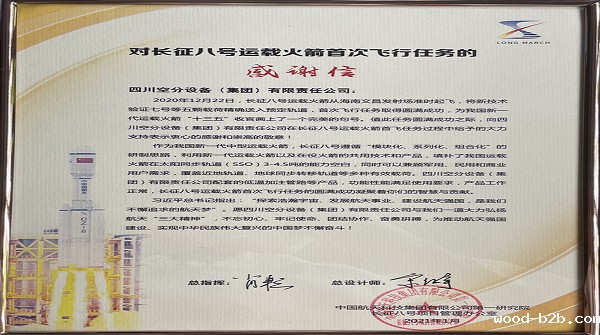 LONG MARCH
对长征八号运载火箭首次飞行任务的
感谢信
四川空分设备（集团）有限责任公司：
2020年12月22日，长征八号运载火箭从海南文昌发射场准时起飞，将新技术
验证七号等五颗载荷精确送入预定轨道，首次飞行任务取得圆满成功，为我国新一
代运载火箭“十三五”收官画上了一个完美的句号。值此任务圆满成功之际，向四
川空分设备（集团）有限责任公司在长征八号运载火箭首飞任务过程中给予的大力
支持表示衷心的感谢和崇高的敬意！
作为我国新一代中型运载火箭，长征八号遵循“模块化、系列化、组合化”的
研制思路，利用新一代运载火箭以及在役火箭的共用技术和产品，填补了我国运载
火箭在太阳同步轨道（SSO）3-4.5吨的能力空白，同时可以兼顾军用、民用和商业
用户需求，覆盖近地轨道、地球同步转移轨道等多种有效载荷。四川空分设备（集
团）有限责任公司配套的低温加注管路等产品，功能性能满足使用要求，产品工作
正常，长征八号运载火箭首次飞行任务的圆满成功凝聚着你们的智慧与贡献。
习近平总书记指出：“探索浩瀚宇宙，发展航天事业，建设航天强国，是我们
不懈追求的航天梦”，愿四川空分设备（集团）有限责任公司与我们一道大力弘扬
航天“三大精神”，不忘初心、牢记使命、团结协作、奋勇拼搏，为推动航天强国
建设、实现中华民族伟大复兴的中国梦不懈奋斗！
总指挥：
总设计师：
中国航天科技集团有限公司第一研究院
长征八号项目管理办公室
2021年1月
wood-b2b.com